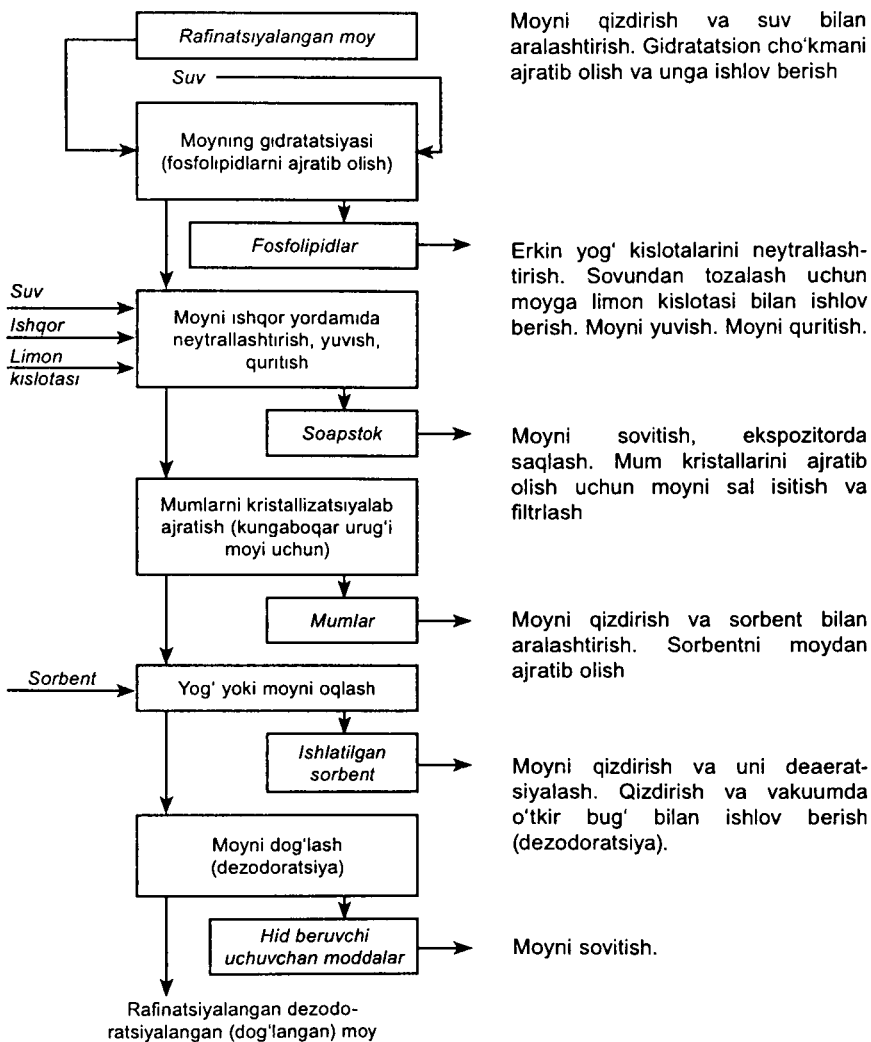 Rafinatsiyalangan moy
Moyni qizdirish va suv bilan
aralashtirish. Gidratatsion cho‘kmani
ajratib olish va unga ishlov berish
Suv
Moyning gidratatsiyasi
(fosfolipidlarni ajratib olish)
Fosfolipidlar
Erkin yog‘ kislotalarini neytrallash-
tirish. Sovundan tozalash uchun
moyga limon kislotasi bilan ishlov
berish. Moyni yuvish. Moyni quritish.
Suv
Ishqor
Limon
kislotasi
Moyni ishqor yordamida
neytrallashtirish, yuvish,
quritish
Soapstok
Moyni sovitish, ekspozitorda
saqlash. Mum kristallarini ajratib
olish uchun moyni sal isitish va
filtrlash
Mumlarni kristallizatsiyalab
ajratish (kungaboqar urug‘i
moyi uchun)
Mumlar
Moyni qizdirish va sorbent bilan
aralashtirish. Sorbentni moydan
ajratib olish
Sorbent
Yog‘ yoki moyni oqlash
Ishlatilgan
sorbent
Moyni qizdirish va uni deaerat-
siyalash. Qizdirish va vakuumda
o‘tkir bug‘ bilan ishlov berish
(dezodoratsiya).
Moyni dog‘lash
(dezodoratsiya)
Hid beruvchi
uchuvchan moddalar
Moyni sovitish.
Rafinatsiyalangan dezodo-
ratsiyalangan (dog‘langan) moy